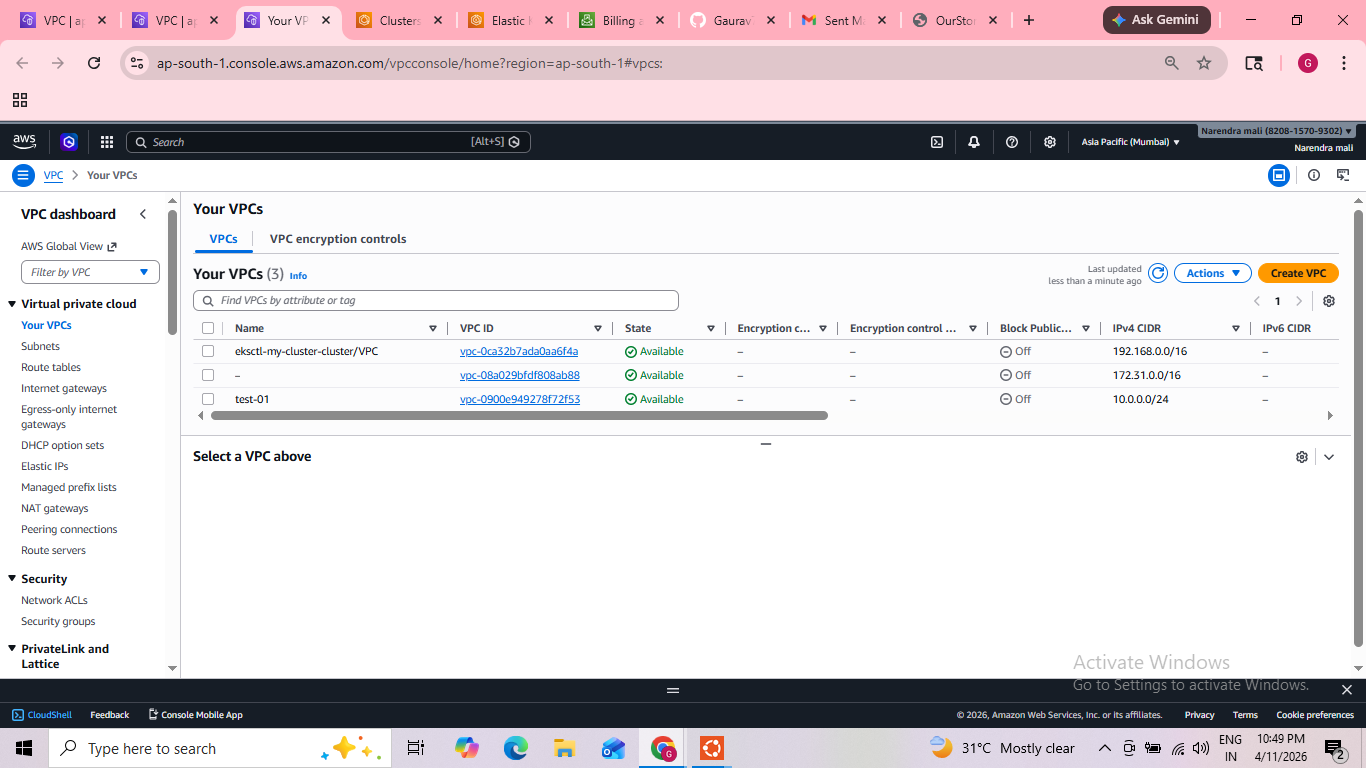 VPC | ap
VPC | ap
Your VP
Clusters
Elastic K
Billing a
Gaurav
Sent Ma
OurStor
Ask Gemini
ap-south-1.console.aws.amazon.com/vpcconsole/home?region=ap-south-1#vpcs:
G
aws
Search
[Alt+S]
Asia Pacific (Mumbai)
Narendra mali (8208-1570-9302)
Narendra mali
VPC
Your VPCs
VPC dashboard
AWS Global View
Filter by VPC
Virtual private cloud
Your VPCs
Subnets
Route tables
Internet gateways
Egress-only internet
gateways
DHCP option sets
Elastic IPs
Managed prefix lists
NAT gateways
Peering connections
Route servers
Security
Network ACLs
Security groups
PrivateLink and
Lattice
Your VPCs
VPCs
VPC encryption controls
Your VPCs (3) Info
Last updated
less than a minute ago
Actions
Create VPC
Find VPCs by attribute or tag
1
Name VPC ID State Encryption c... Encryption control ... Block Public... IPv4 CIDR IPv6 CIDR
eksctl-my-cluster-cluster/VPC vpc-0ca32b7ada0aa6f4a Available – – Off 192.168.0.0/16 –
– vpc-08a029bfdf808ab88 Available – – Off 172.31.0.0/16 –
test-01 vpc-0900e949278f72f53 Available – – Off 10.0.0.0/24 –
Select a VPC above
Activate Windows
Go to Settings to activate Windows.
CloudShell
Feedback
Console Mobile App
© 2026, Amazon Web Services, Inc. or its affiliates.
Privacy
Terms
Cookie preferences
Type here to search
31°C Mostly clear
ENG
IN
10:49 PM
4/11/2026
2